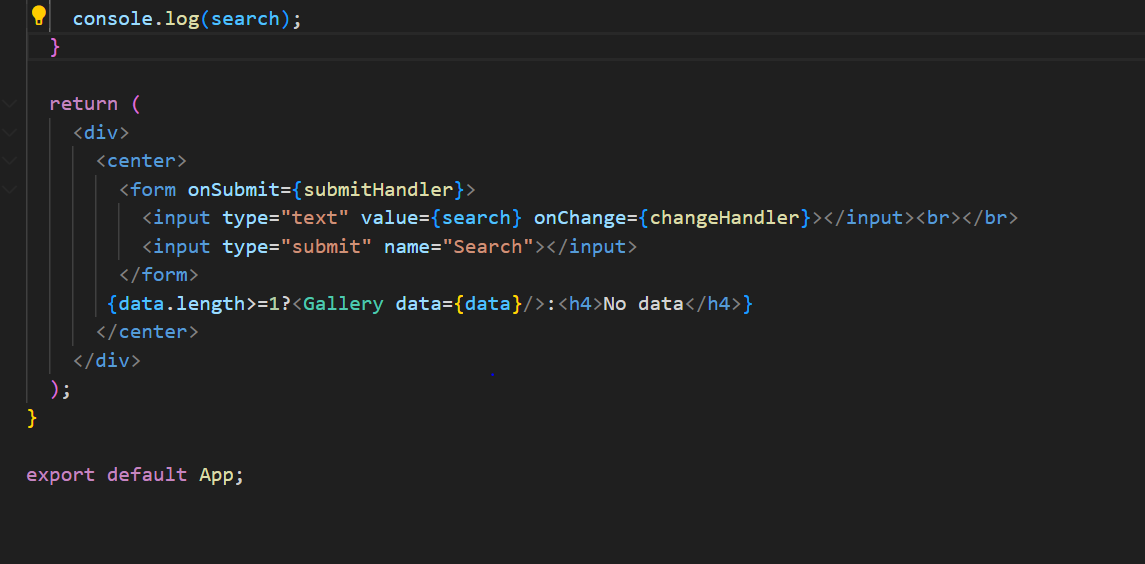 console.log(search);
}
return (
<div>
<center>
<form onSubmit={submitHandler}>
<input type="text" value={search} onChange={changeHandler}></input><br></br>
<input type="submit" name="Search"></input>
</form>
{data.length>=1?<Gallery data={data}/>:<h4>No data</h4>}
</center>
</div>
);
}
export default App;